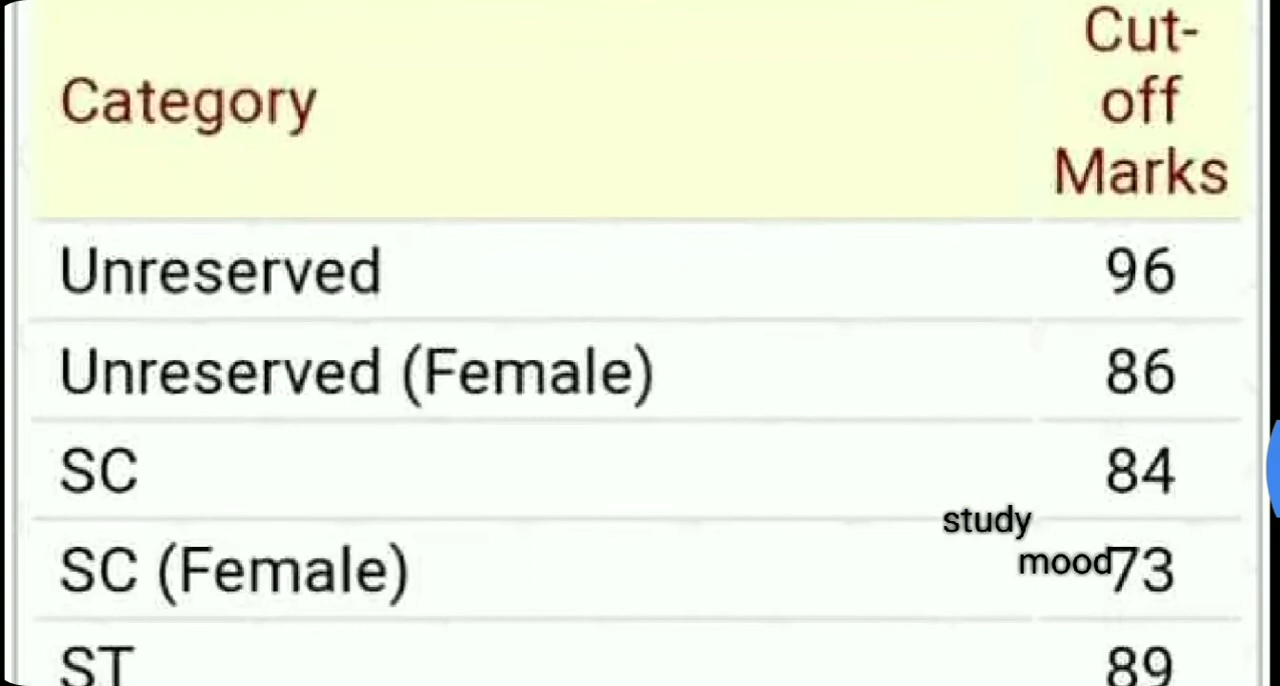 Category Cut-
off
Marks
Unreserved 96
Unreserved (Female) 86
SC 84
study
mood
SC (Female) 73
ST 89